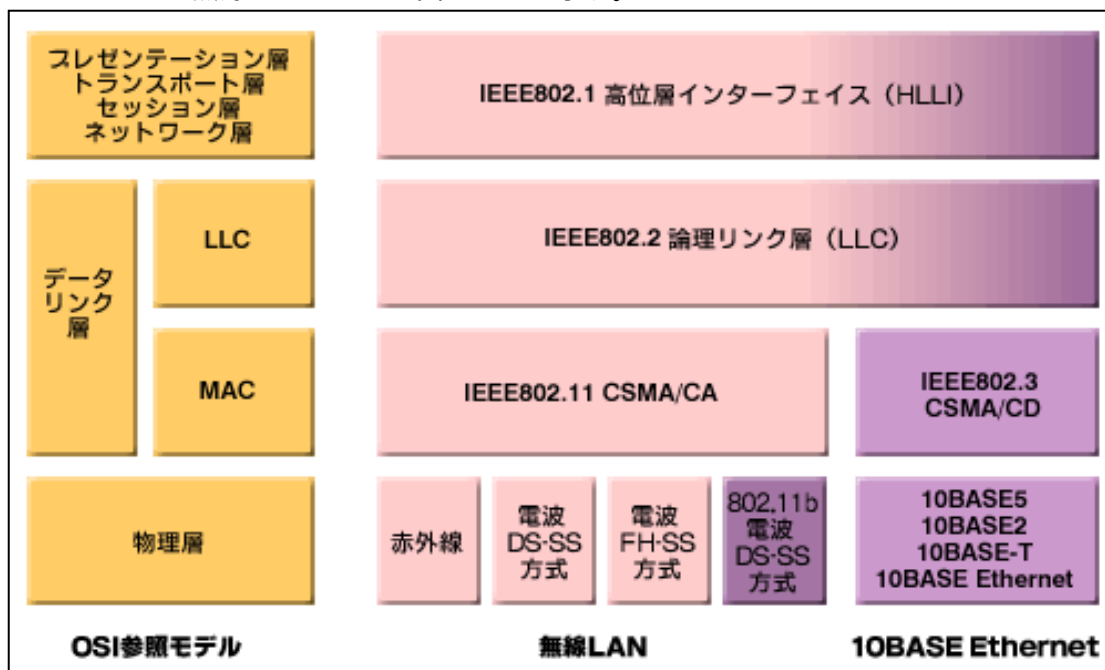 プレゼンテーション層
トランスポート層
セッション層
ネットワーク層
IEEE802.1 高位層インターフェイス（HLLI）
データ
リンク
層
LLC
IEEE802.2 論理リンク層（LLC）
MAC
IEEE802.11 CSMA/CA
IEEE802.3
CSMA/CD
物理層
赤外線
電波
DS-SS
方式
電波
FH-SS
方式
802.11b
電波
DS-SS
方式
10BASE5
10BASE2
10BASE-T
10BASE Ethernet
OSI参照モデル
無線LAN
10BASE Ethernet